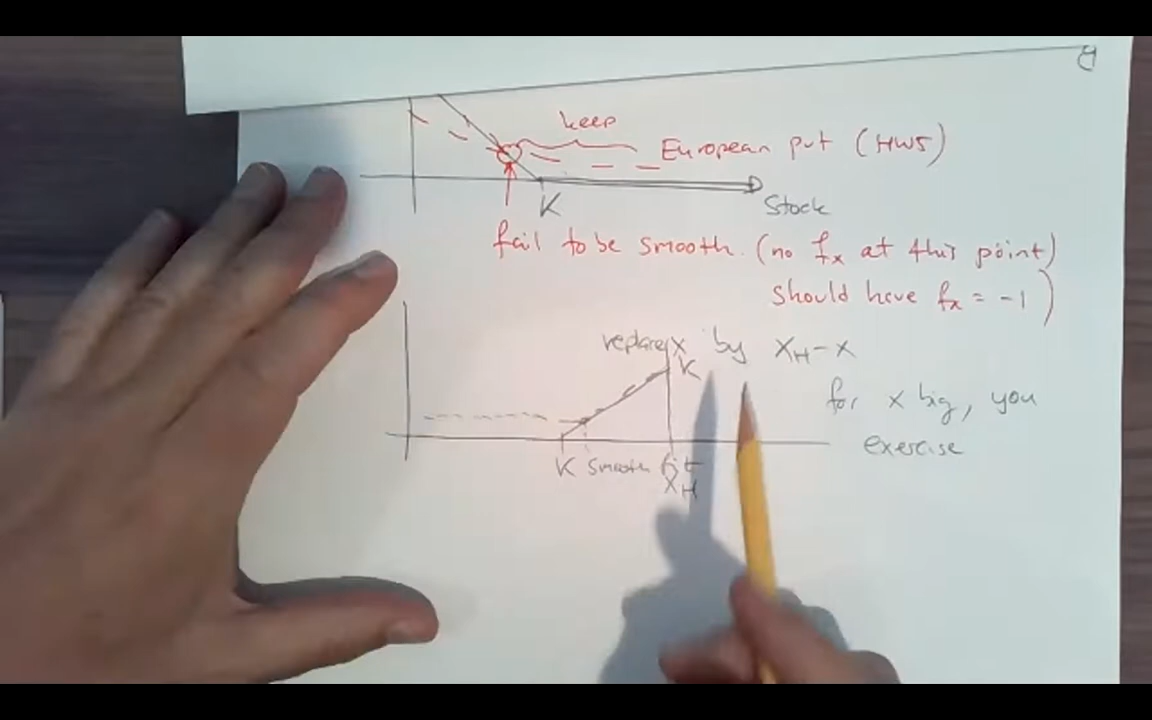 keep
European put (HW5)
K
Stock
fail to be smooth. (no fx at this point)
should have fx = -1)
replace x by XH-x
K
for x big, you
exercise
K smooth fit
XH